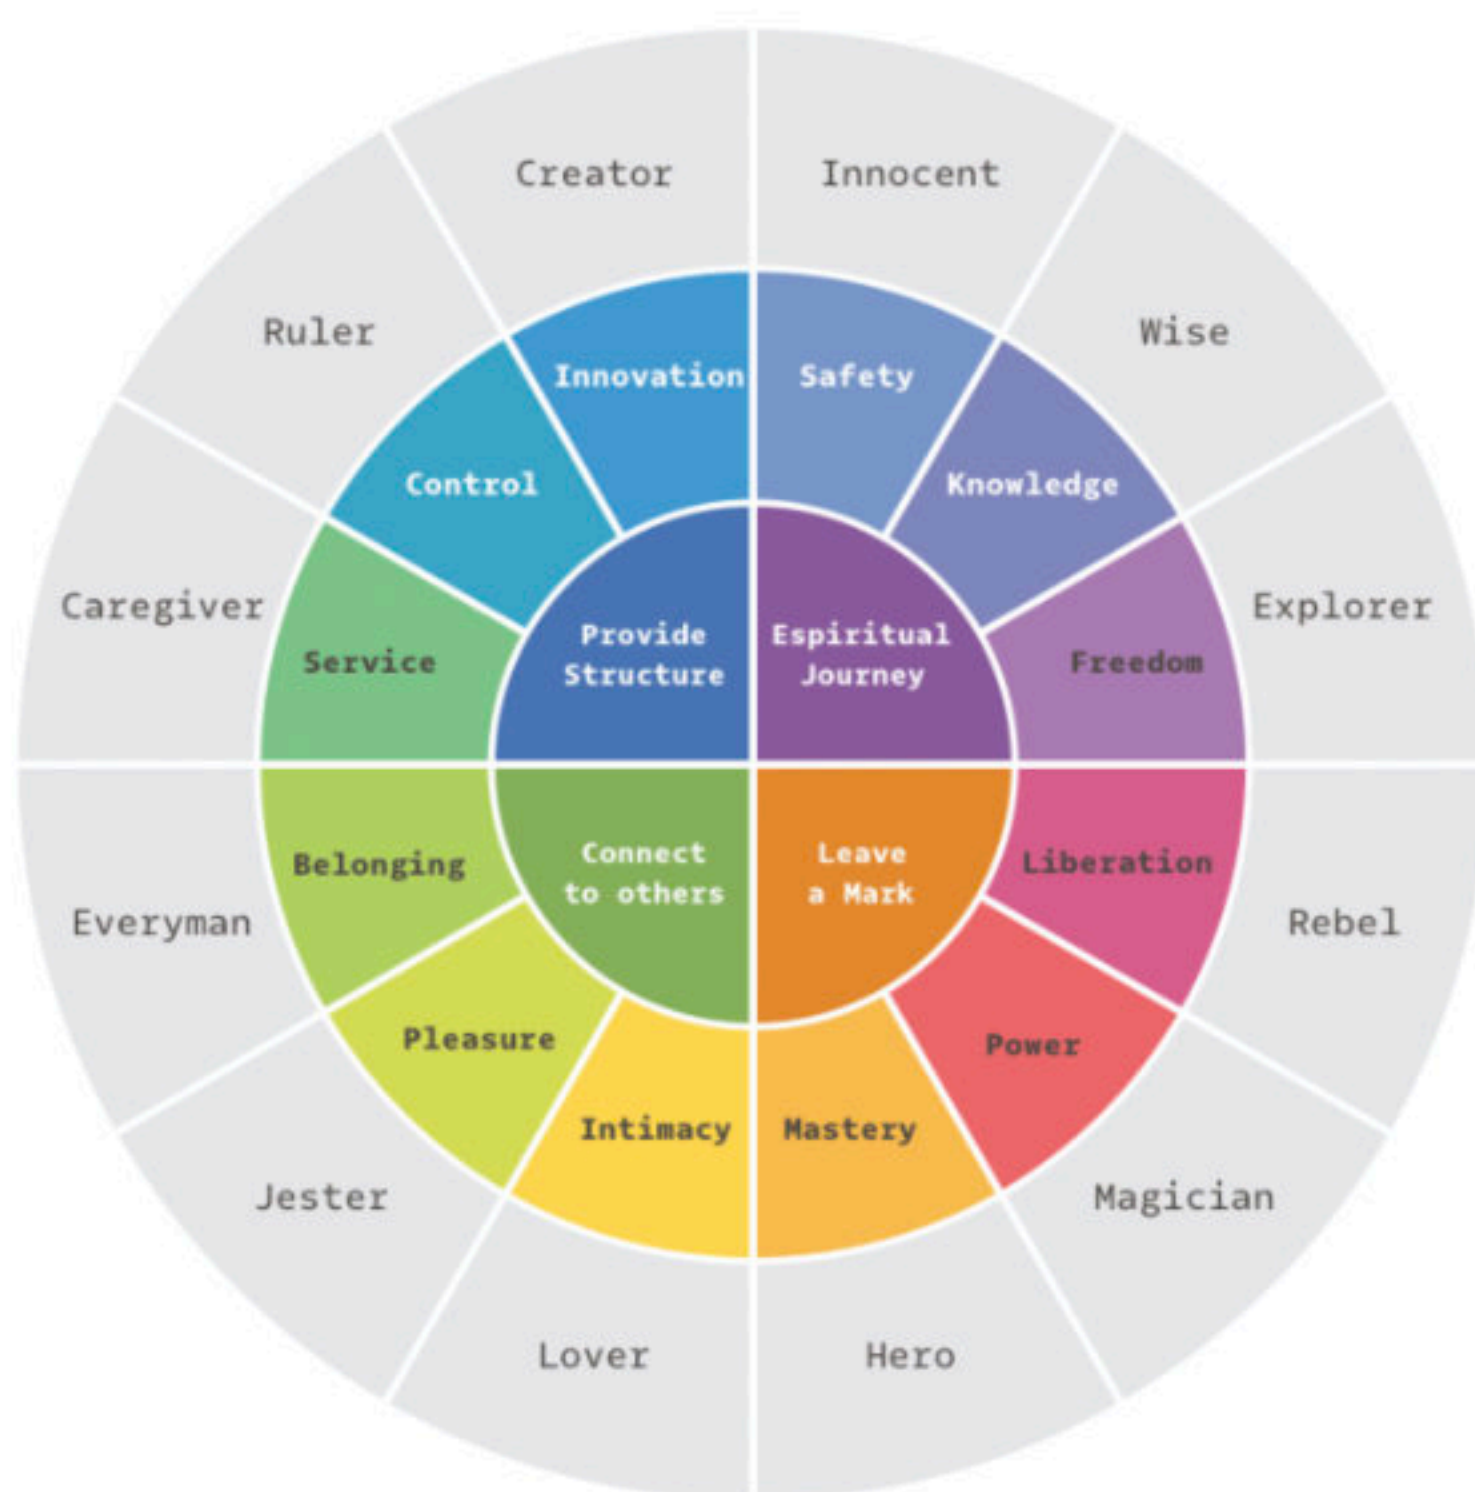 Creator
Innocent
Ruler
Wise
Innovation
Safety
Control
Knowledge
Caregiver
Explorer
Service
Provide
Structure
Espiritual
Journey
Freedom
Belonging
Connect
to others
Leave
a Mark
Liberation
Everyman
Rebel
Pleasure
Power
Intimacy
Mastery
Jester
Magician
Lover
Hero